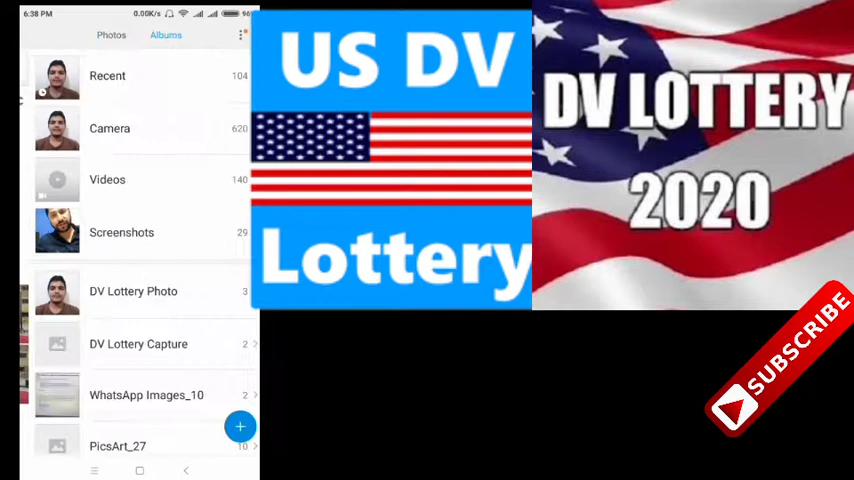 6:38 PM 0.00K/s 96
Photos Albums
Recent 104
Camera 620
Videos 140
Screenshots 29
DV Lottery Photo 3
DV Lottery Capture 2
WhatsApp Images_10 2
PicsArt_27 10
US DV
Lottery
DV LOTTERY
2020
SUBSCRIBE